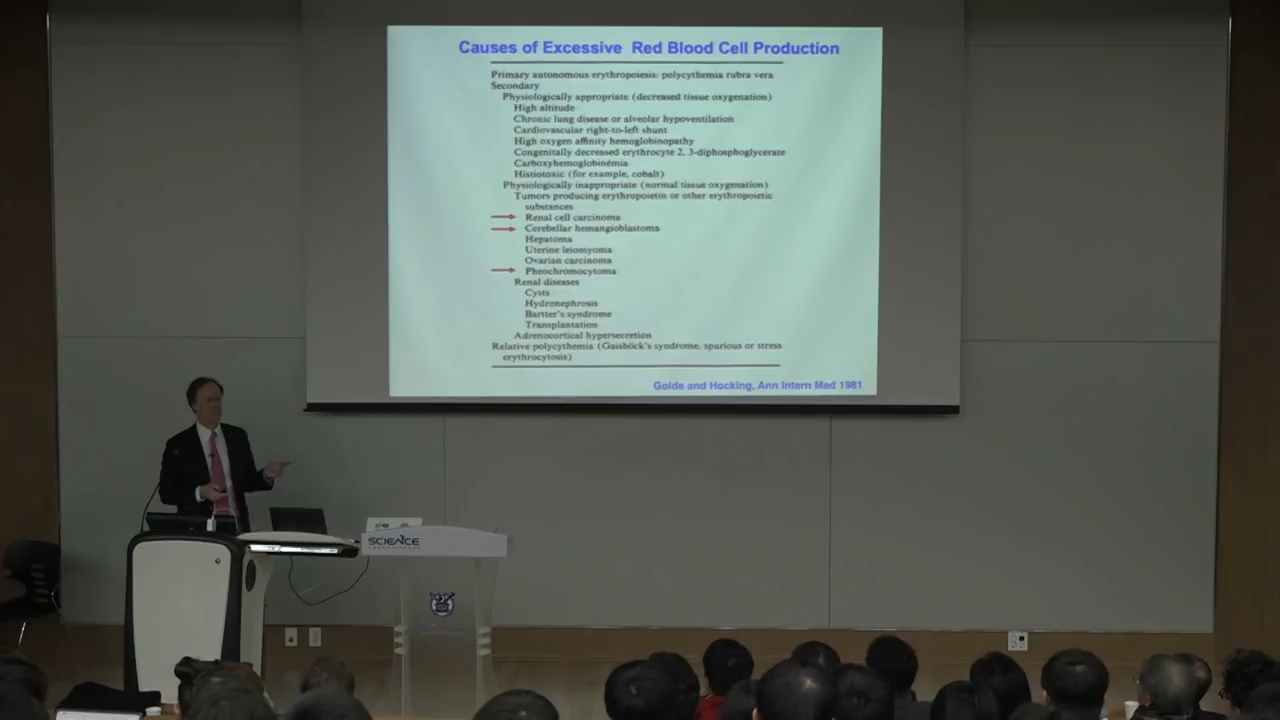 Causes of Excessive Red Blood Cell Production
Primary autonomous erythropoiesis: polycythemia rubra vera
Secondary
Physiologically appropriate (decreased tissue oxygenation)
High altitude
Chronic lung disease or alveolar hypoventilation
Cardiovascular right-to-left shunt
High oxygen affinity hemoglobinopathy
Congenitally decreased erythrocyte 2, 3-diphosphoglycerate
Carboxyhemoglobinemia
Histiotoxic (for example, cobalt)
Physiologically inappropriate (normal tissue oxygenation)
Tumors producing erythropoietin or other erythropoietic
substances
Renal cell carcinoma
Cerebellar hemangioblastoma
Hepatoma
Uterine leiomyoma
Ovarian carcinoma
Pheochromocytoma
Renal diseases
Cysts
Hydronephrosis
Bartter's syndrome
Transplantation
Adrenocortical hypersecretion
Relative polycythemia (Gaisböck's syndrome, spurious or stress
erythrocytosis)
Golde and Hocking, Ann Intern Med 1981
SCIENCE